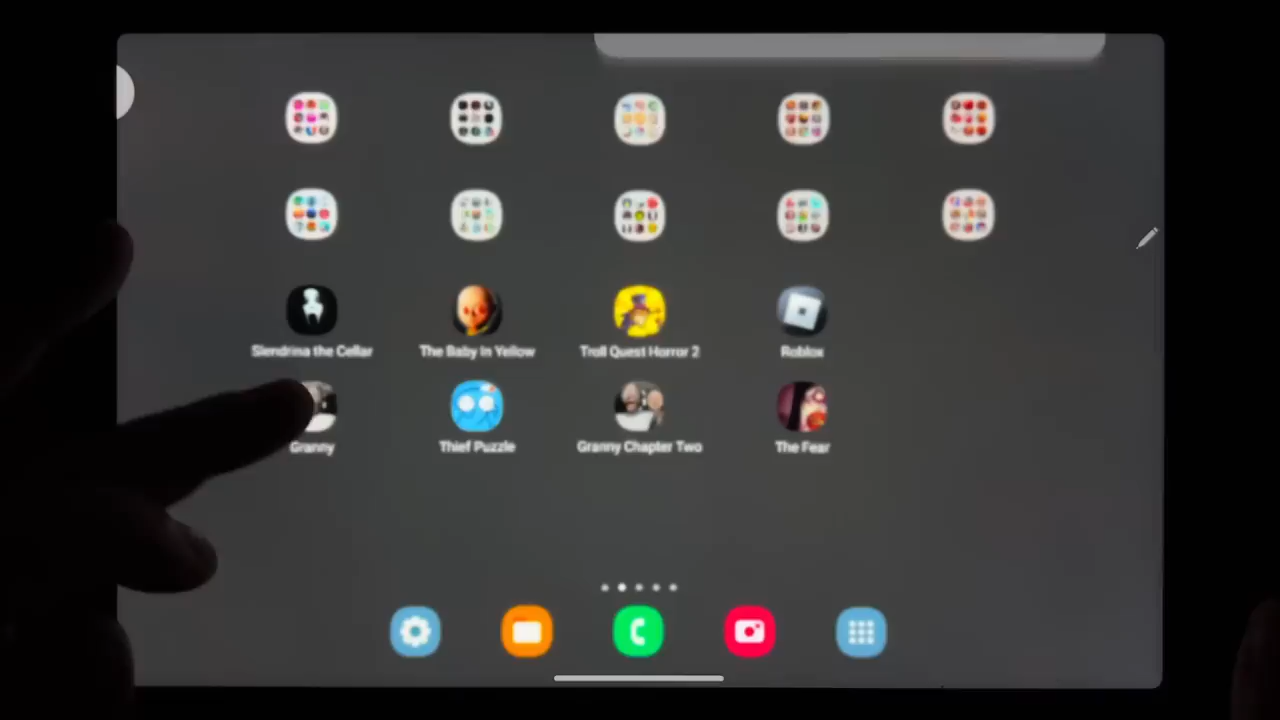 Slendrina the Cellar
The Baby In Yellow
Troll Quest Horror 2
Roblox
Granny
Thief Puzzle
Granny Chapter Two
The Fear